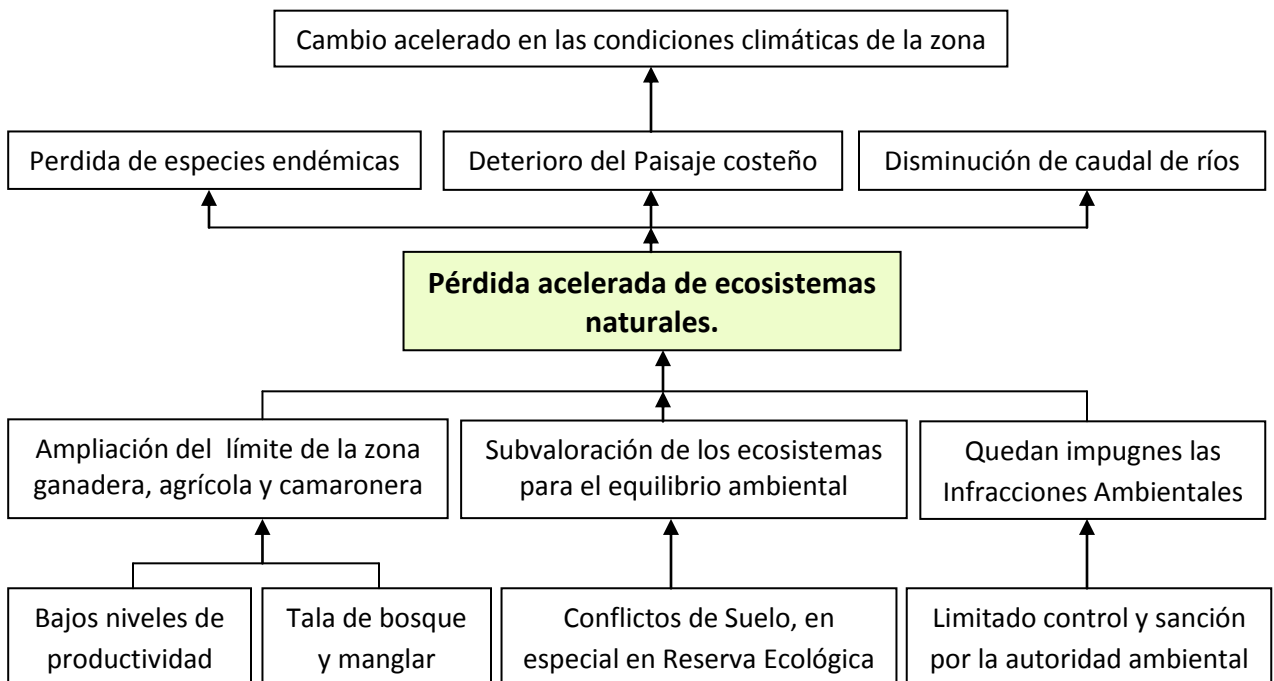 Cambio acelerado en las condiciones climáticas de la zona
Perdida de especies endémicas
Deterioro del Paisaje costeño
Disminución de caudal de ríos
Pérdida acelerada de ecosistemas
naturales.
Ampliación del límite de la zona
ganadera, agrícola y camaronera
Subvaloración de los ecosistemas
para el equilibrio ambiental
Quedan impugnes las
Infracciones Ambientales
Bajos niveles de
productividad
Tala de bosque
y manglar
Conflictos de Suelo, en
especial en Reserva Ecológica
Limitado control y sanción
por la autoridad ambiental